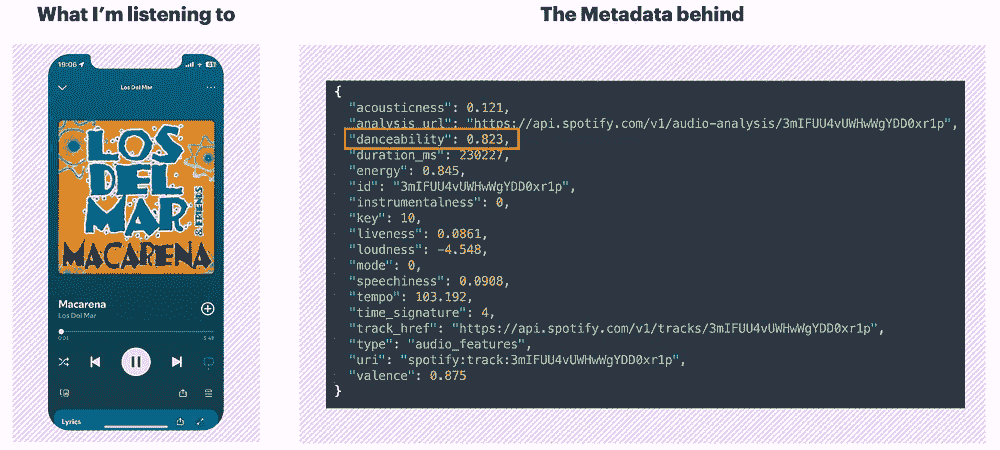 What I'm listening to
The Metadata behind
19:06
Los Del Mar
LOS
DEL
MAR
& FRIENDS
MACARENA
Macarena
Los Del Mar
0:01
3:49
Lyrics
{
"acousticness": 0.121,
"analysis_url": "https://api.spotify.com/v1/audio-analysis/3mIFUU4vUWHwWgYDD0xr1p",
"danceability": 0.823,
"duration_ms": 230227,
"energy": 0.845,
"id": "3mIFUU4vUWHwWgYDD0xr1p",
"instrumentalness": 0,
"key": 10,
"liveness": 0.0861,
"loudness": -4.548,
"mode": 0,
"speechiness": 0.0908,
"tempo": 103.192,
"time_signature": 4,
"track_href": "https://api.spotify.com/v1/tracks/3mIFUU4vUWHwWgYDD0xr1p",
"type": "audio_features",
"uri": "spotify:track:3mIFUU4vUWHwWgYDD0xr1p",
"valence": 0.875
}